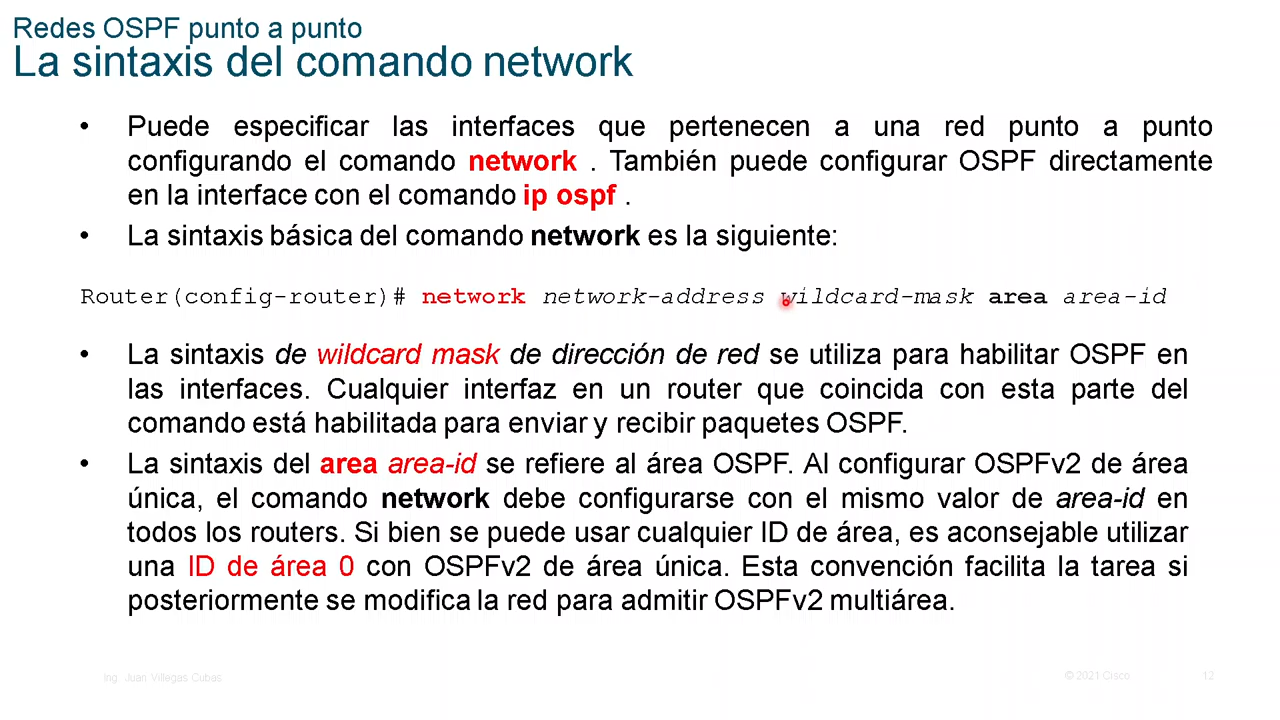 Redes OSPF punto a punto
La sintaxis del comando network
• Puede especificar las interfaces que pertenecen a una red punto a punto
configurando el comando network . También puede configurar OSPF directamente
en la interface con el comando ip ospf .
• La sintaxis básica del comando network es la siguiente:
Router(config-router)# network network-address wildcard-mask area area-id
• La sintaxis de wildcard mask de dirección de red se utiliza para habilitar OSPF en
las interfaces. Cualquier interfaz en un router que coincida con esta parte del
comando está habilitada para enviar y recibir paquetes OSPF.
• La sintaxis del area area-id se refiere al área OSPF. Al configurar OSPFv2 de área
única, el comando network debe configurarse con el mismo valor de area-id en
todos los routers. Si bien se puede usar cualquier ID de área, es aconsejable utilizar
una ID de área 0 con OSPFv2 de área única. Esta convención facilita la tarea si
posteriormente se modifica la red para admitir OSPFv2 multiárea.
Ing. Juan Villegas Cubas
© 2021 Cisco
12